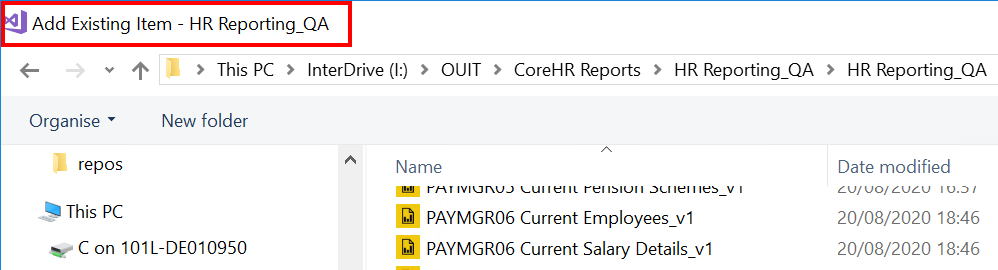 Add Existing Item - HR Reporting_QA
This PC > InterDrive (I:) > OUIT > CoreHR Reports > HR Reporting_QA > HR Reporting_QA
Organise New folder
repos
This PC
C on 101L-DE010950
Name Date modified
PAYMGR05 Current Pension Schemes_v1 20/08/2020 16:37
PAYMGR06 Current Employees_v1 20/08/2020 18:46
PAYMGR06 Current Salary Details_v1 20/08/2020 18:46